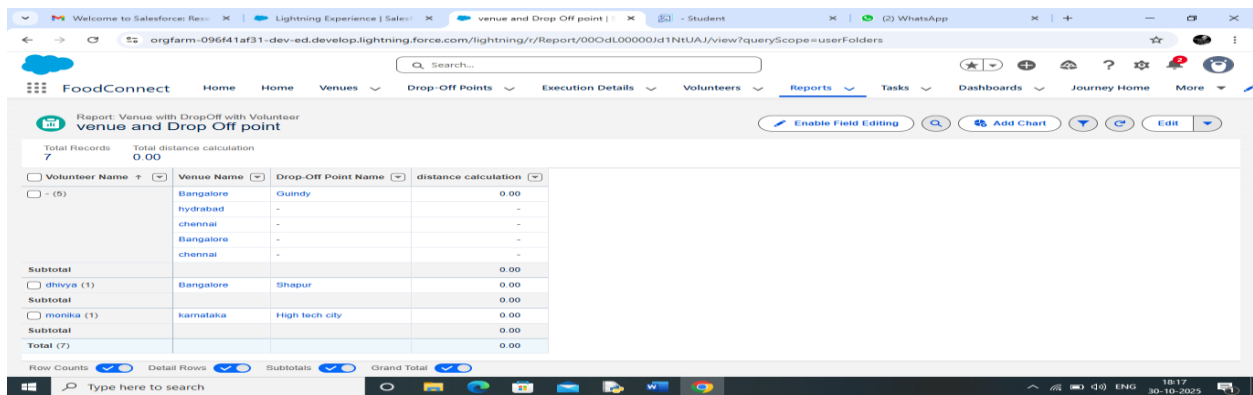 Welcome to Salesforce: Rese
Lightning Experience | Salesf
venue and Drop Off point | S
- Student
(2) WhatsApp
orgfarm-096f41af31-dev-ed.develop.lightning.force.com/lightning/r/Report/00OdL00000Jd1NtUAJ/view?queryScope=userFolders
Search...
2
FoodConnect Home Home Venues Drop-Off Points Execution Details Volunteers Reports Tasks Dashboards Journey Home More
Report: Venue with DropOff with Volunteer
venue and Drop Off point
Enable Field Editing Add Chart Edit
Total Records Total distance calculation
7 0.00
Volunteer Name ↑ Venue Name Drop-Off Point Name distance calculation
- (5) Bangalore Guindy 0.00
hydrabad - -
chennai - -
Bangalore - -
chennai - -
Subtotal 0.00
dhivya (1) Bangalore Shapur 0.00
Subtotal 0.00
monika (1) karnataka High tech city 0.00
Subtotal 0.00
Total (7) 0.00
Row Counts Detail Rows Subtotals Grand Total
Type here to search
ENG
18:17
30-10-2025